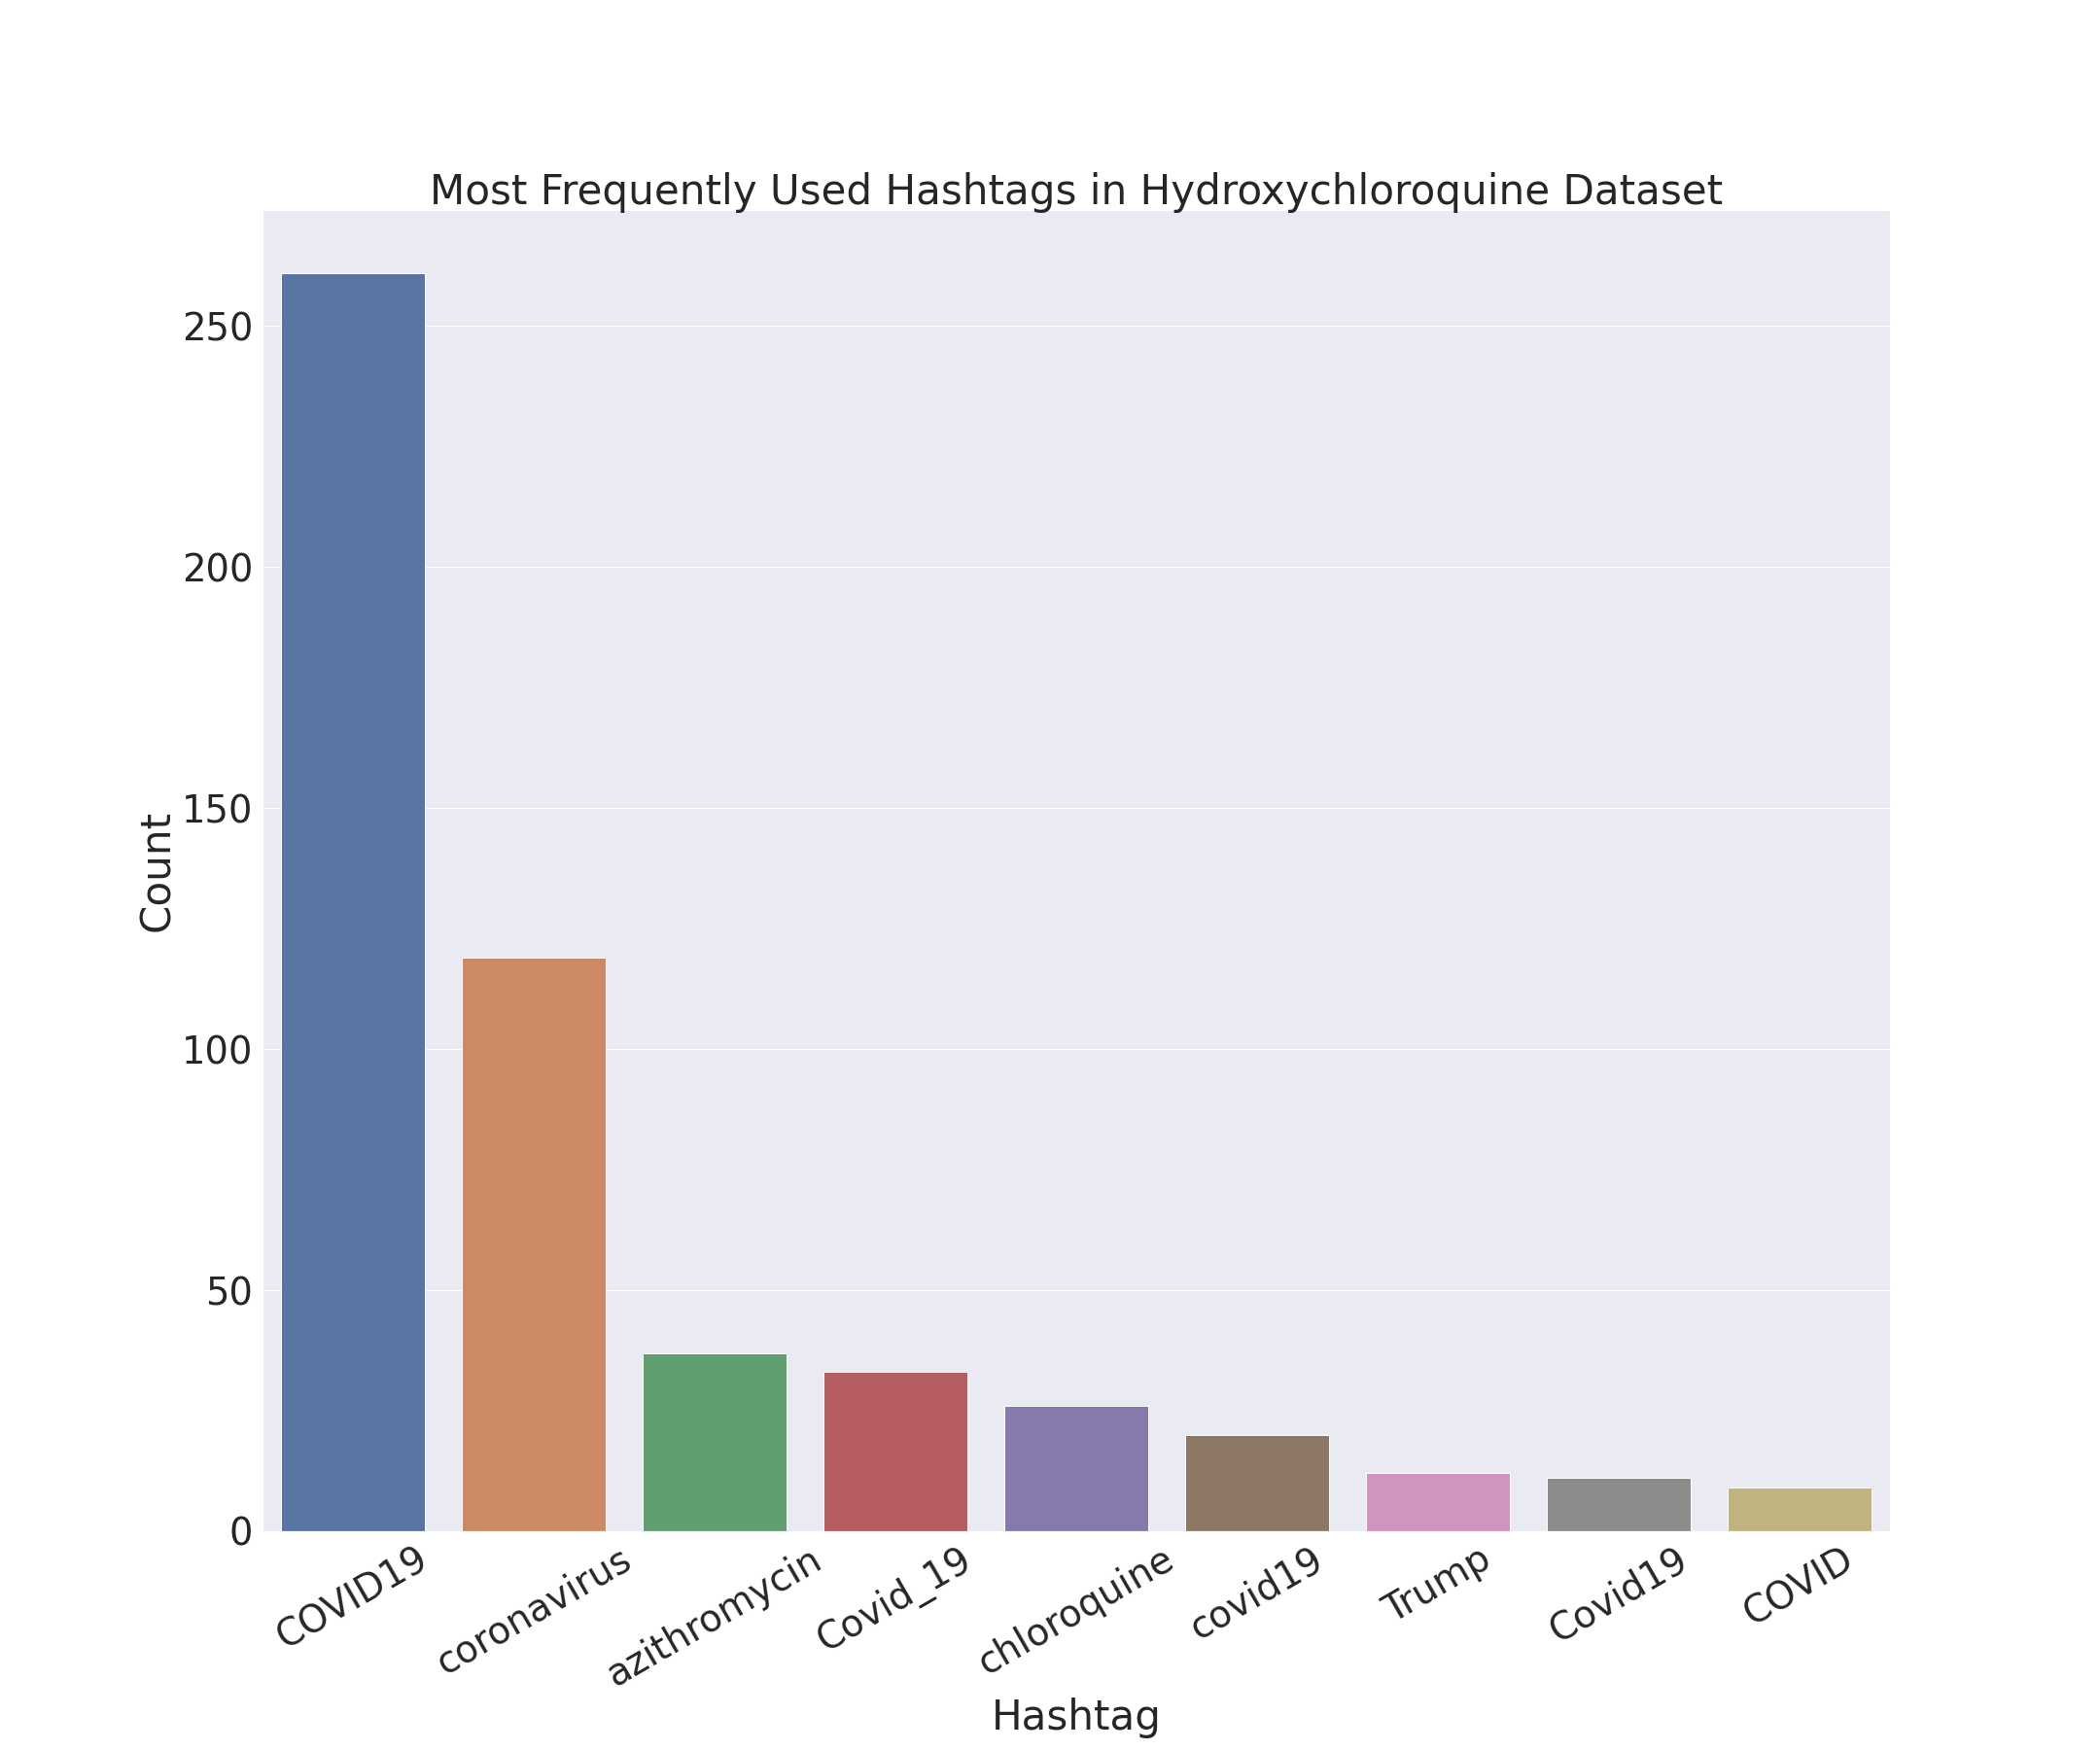 Most Frequently Used Hashtags in Hydroxychloroquine Dataset
250
200
150
100
50
0
Count
COVID19
coronavirus
azithromycin
Covid_19
chloroquine
covid19
Trump
Covid19
COVID
Hashtag